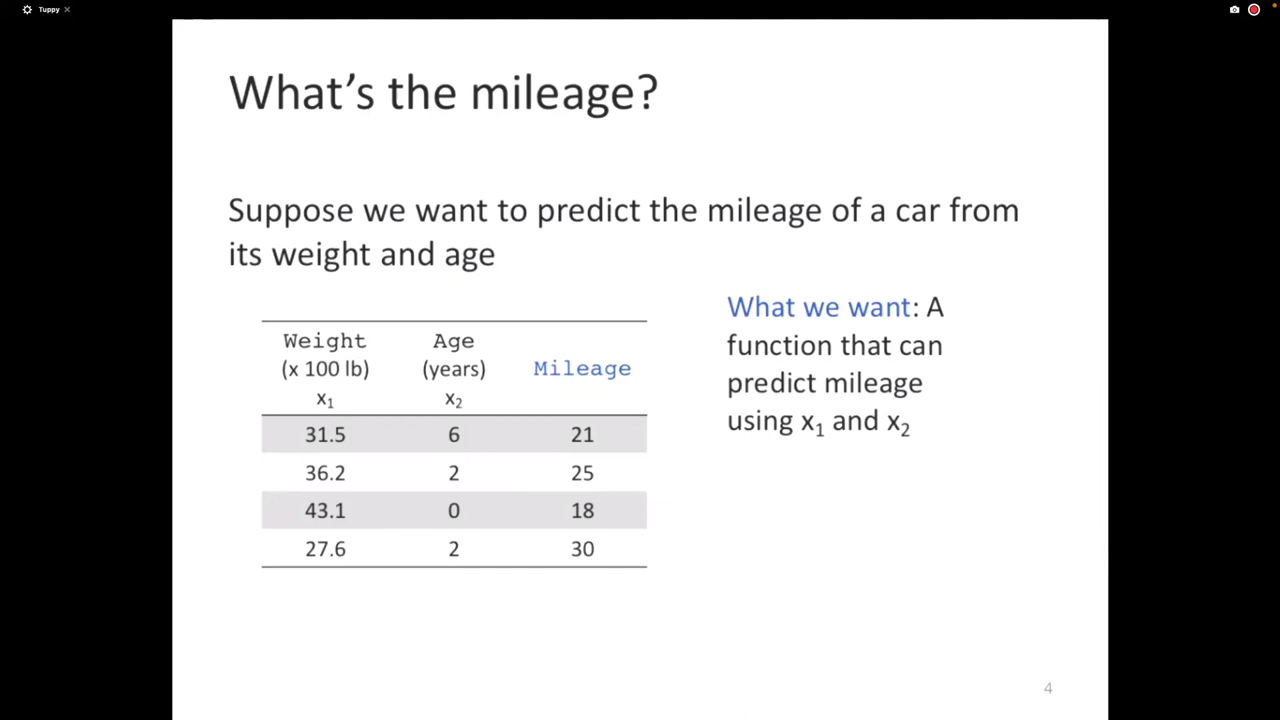 Tuppy
What's the mileage?
Suppose we want to predict the mileage of a car from
its weight and age
What we want: A
function that can
predict mileage
using x₁ and x₂
Weight Age
(x 100 lb) (years) Mileage
x₁ x₂
31.5 6 21
36.2 2 25
43.1 0 18
27.6 2 30
4